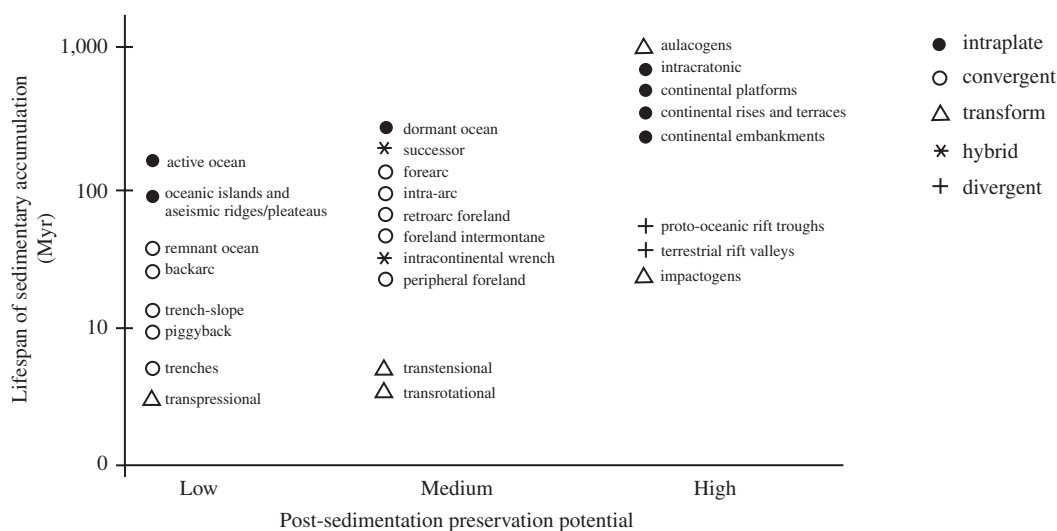 1,000
100
10
0
Lifespan of sedimentary accumulation
(Myr)
active ocean
oceanic islands and
aseismic ridges/pleateaus
remnant ocean
backarc
trench-slope
piggyback
trenches
transpressional
dormant ocean
successor
forearc
intra-arc
retroarc foreland
foreland intermontane
intracontinental wrench
peripheral foreland
transtensional
transrotational
aulacogens
intracratonic
continental platforms
continental rises and terraces
continental embankments
proto-oceanic rift troughs
terrestrial rift valleys
impactogens
intraplate
convergent
transform
hybrid
divergent
Low
Medium
High
Post-sedimentation preservation potential